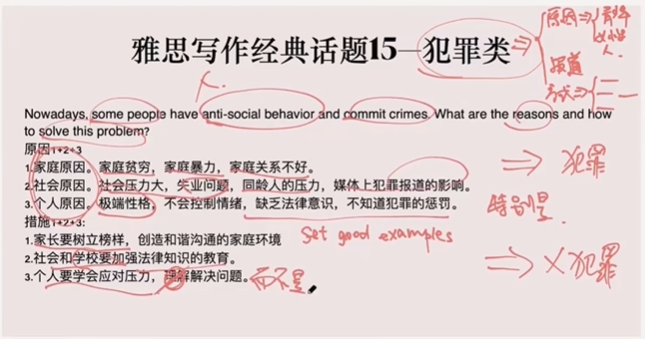 雅思写作经典话题15—犯罪类
⇒ 原因 ⇒ 青少年
女性
人.
报道
方式 ⇒
人.
Nowadays, some people have anti-social behavior and commit crimes. What are the reasons and how
to solve this problem?
原因1+2+3
1.家庭原因。家庭贫穷,家庭暴力,家庭关系不好。
⇒ 犯罪
2.社会原因。社会压力大,失业问题,同龄人的压力,媒体上犯罪报道的影响。
3.个人原因。极端性格,不会控制情绪,缺乏法律意识,不知道犯罪的惩罚。
特别是
措施1+2+3:
1.家长要树立榜样,创造和谐沟通的家庭环境
Set good examples
2.社会和学校要加强法律知识的教育。
⇒ X 犯罪
3.个人要学会应对压力,理解解决问题。
而不是